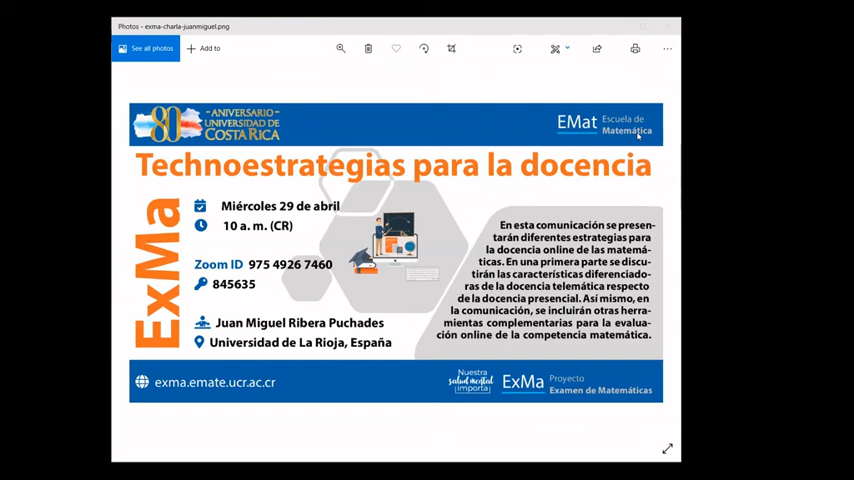 Photos - exma-charla-juanmiguel.png
See all photos
Add to
80
-ANIVERSARIO-
UNIVERSIDAD DE
COSTA RICA
EMat
Escuela de
Matemática
Technoestrategias para la docencia
ExMa
Miércoles 29 de abril
10 a. m. (CR)
Zoom ID 975 4926 7460
845635
Juan Miguel Ribera Puchades
Universidad de La Rioja, España
En esta comunicación se presen-
tarán diferentes estrategias para
la docencia online de las matemá-
ticas. En una primera parte se discu-
tirán las características diferenciado-
ras de la docencia telemática respecto
de la docencia presencial. Así mismo, en
la comunicación, se incluirán otras herra-
mientas complementarias para la evalua-
ción online de la competencia matemática.
exma.emate.ucr.ac.cr
Nuestra
salud mental
importa
ExMa
Proyecto
Examen de Matemáticas